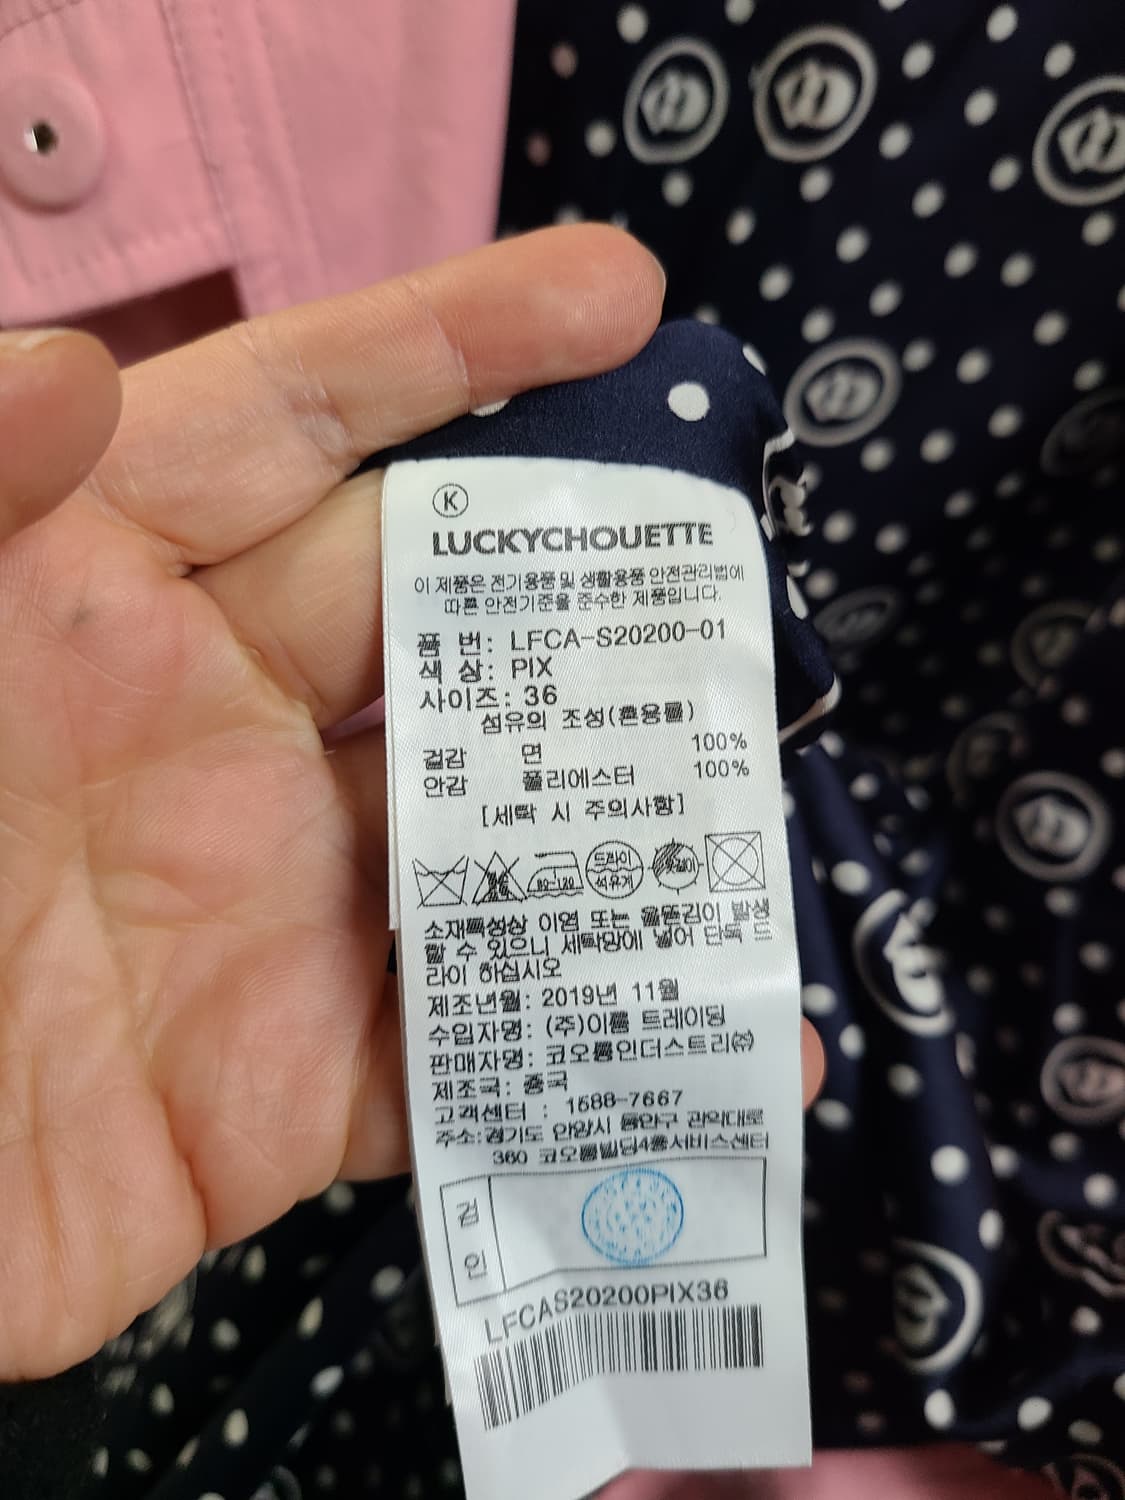 K
LUCKYCHOUETTE
이 제품은 전기용품 및 생활용품 안전관리법에
따른 안전기준을 준수한 제품입니다.
품 번: LFCA-S20200-01
색 상: PIX
사이즈: 36
섬유의 조성(혼용률)
겉감 면 100%
안감 폴리에스터 100%
[세탁 시 주의사항]
80-120
드라이
석유계
옷걸이
소재특성상 이염 또는 올뜯김이 발생
할 수 있으니 세탁망에 넣어 단독 드
라이 하십시오
제조년월: 2019년 11월
수입자명: (주)이룸 트레이딩
판매자명: 코오롱인더스트리㈜
제조국: 중국
고객센터 : 1588-7667
주소:경기도 안양시 동안구 관악대로
360 코오롱빌딩4층서비스센터
검
인
LFCAS20200PIX36